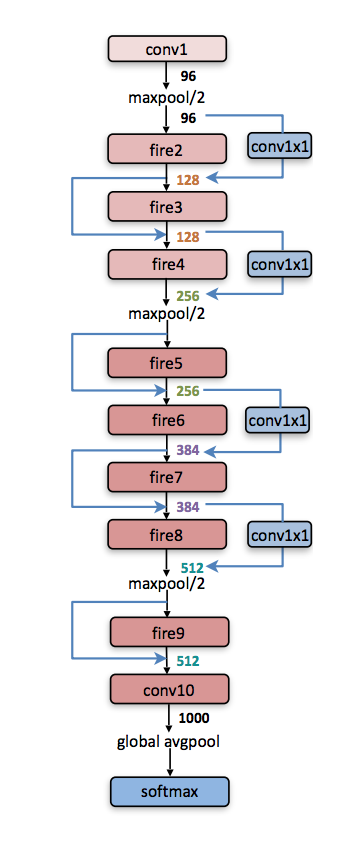 conv1
96
maxpool/2
96
conv1x1
fire2
128
fire3
128
conv1x1
fire4
256
maxpool/2
fire5
256
conv1x1
fire6
384
fire7
384
conv1x1
fire8
512
maxpool/2
fire9
512
conv10
1000
global avgpool
softmax